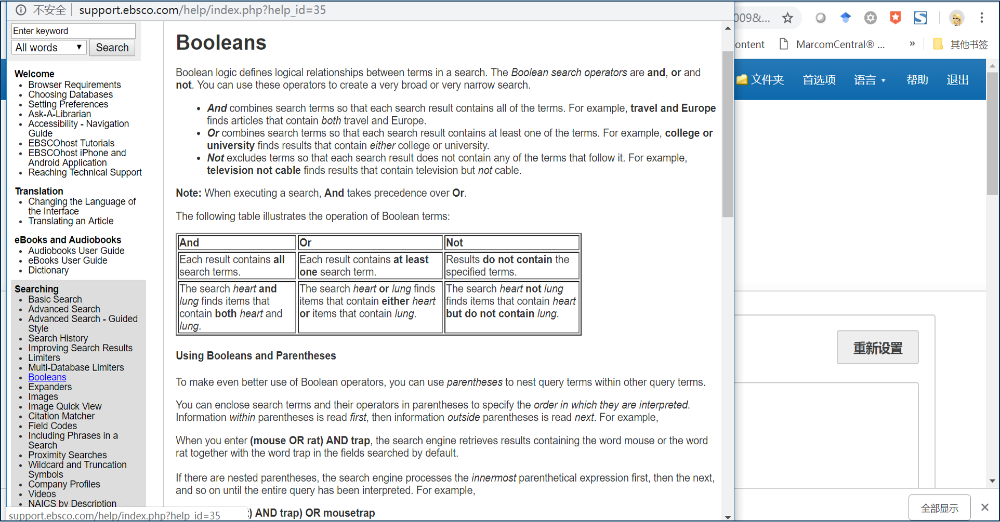 不安全 support.ebsco.com/help/index.php?help_id=35
Enter keyword
All words
Search
Welcome
Browser Requirements
Choosing Databases
Setting Preferences
Ask-A-Librarian
Accessibility - Navigation
Guide
EBSCOhost Tutorials
EBSCOhost iPhone and
Android Application
Reaching Technical Support
Translation
Changing the Language of
the Interface
Translating an Article
eBooks and Audiobooks
Audiobooks User Guide
eBooks User Guide
Dictionary
Searching
Basic Search
Advanced Search
Advanced Search - Guided
Style
Search History
Improving Search Results
Limiters
Multi-Database Limiters
Booleans
Expanders
Images
Image Quick View
Citation Matcher
Field Codes
Including Phrases in a
Search
Proximity Searches
Wildcard and Truncation
Symbols
Company Profiles
Videos
NAICS by Description
support.ebsco.com/help/index.php?help_id=35
Booleans
Boolean logic defines logical relationships between terms in a search. The Boolean search operators are and, or and
not. You can use these operators to create a very broad or very narrow search.
And combines search terms so that each search result contains all of the terms. For example, travel and Europe
finds articles that contain both travel and Europe.
Or combines search terms so that each search result contains at least one of the terms. For example, college or
university finds results that contain either college or university.
Not excludes terms so that each search result does not contain any of the terms that follow it. For example,
television not cable finds results that contain television but not cable.
Note: When executing a search, And takes precedence over Or.
The following table illustrates the operation of Boolean terms:
And
Or
Not
Each result contains all
search terms.
Each result contains at least
one search term.
Results do not contain the
specified terms.
The search heart and
lung finds items that
contain both heart and
lung.
The search heart or lung finds
items that contain either heart
or items that contain lung.
The search heart not lung
finds items that contain heart
but do not contain lung.
Using Booleans and Parentheses
To make even better use of Boolean operators, you can use parentheses to nest query terms within other query terms.
You can enclose search terms and their operators in parentheses to specify the order in which they are interpreted.
Information within parentheses is read first, then information outside parentheses is read next. For example,
When you enter (mouse OR rat) AND trap, the search engine retrieves results containing the word mouse or the word
rat together with the word trap in the fields searched by default.
If there are nested parentheses, the search engine processes the innermost parenthetical expression first, then the next,
and so on until the entire query has been interpreted. For example,
) AND trap) OR mousetrap
009&...
ontent MarcomCentral® ... » 其他书签
文件夹 首选项 语言 帮助 退出
重新设置
全部显示